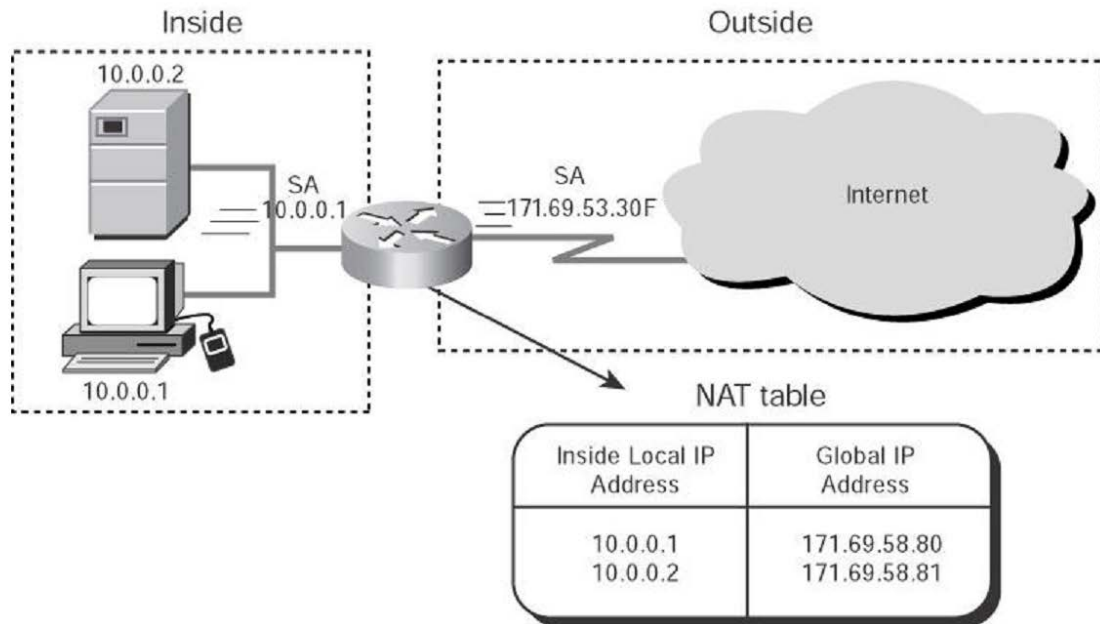 Inside
Outside
10.0.0.2
SA
10.0.0.1
SA
171.69.53.30F
Internet
10.0.0.1
NAT table
Inside Local IP
Address
Global IP
Address
10.0.0.1
171.69.58.80
10.0.0.2
171.69.58.81